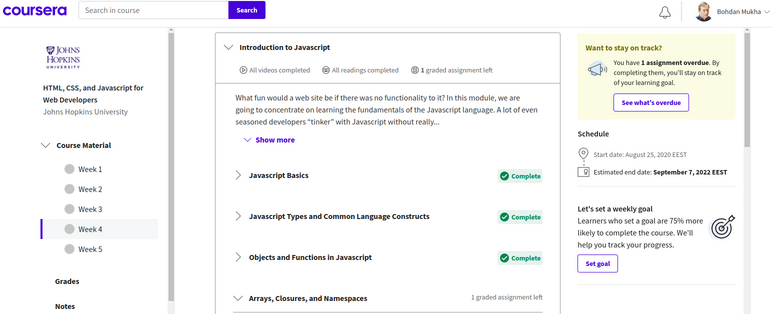 coursera
Search in course
Search
Bohdan Mukha
JOHNS HOPKINS
UNIVERSITY
HTML, CSS, and Javascript for
Web Developers
Johns Hopkins University
Course Material
Week 1
Week 2
Week 3
Week 4
Week 5
Grades
Notes
Introduction to Javascript
All videos completed
All readings completed
1 graded assignment left
What fun would a web site be if there was no functionality to it? In this module, we are
going to concentrate on learning the fundamentals of the Javascript language. A lot of even
seasoned developers “tinker” with Javascript without really...
Show more
Javascript Basics
Complete
Javascript Types and Common Language Constructs
Complete
Objects and Functions in Javascript
Complete
Arrays, Closures, and Namespaces
1 graded assignment left
Want to stay on track?
You have 1 assignment overdue. By
completing them, you'll stay on track
of your learning goal.
See what's overdue
Schedule
Start date: August 25, 2020 EEST
Estimated end date: September 7, 2022 EEST
Let's set a weekly goal
Learners who set a goal are 75% more
likely to complete the course. We'll
help you track your progress.
Set goal